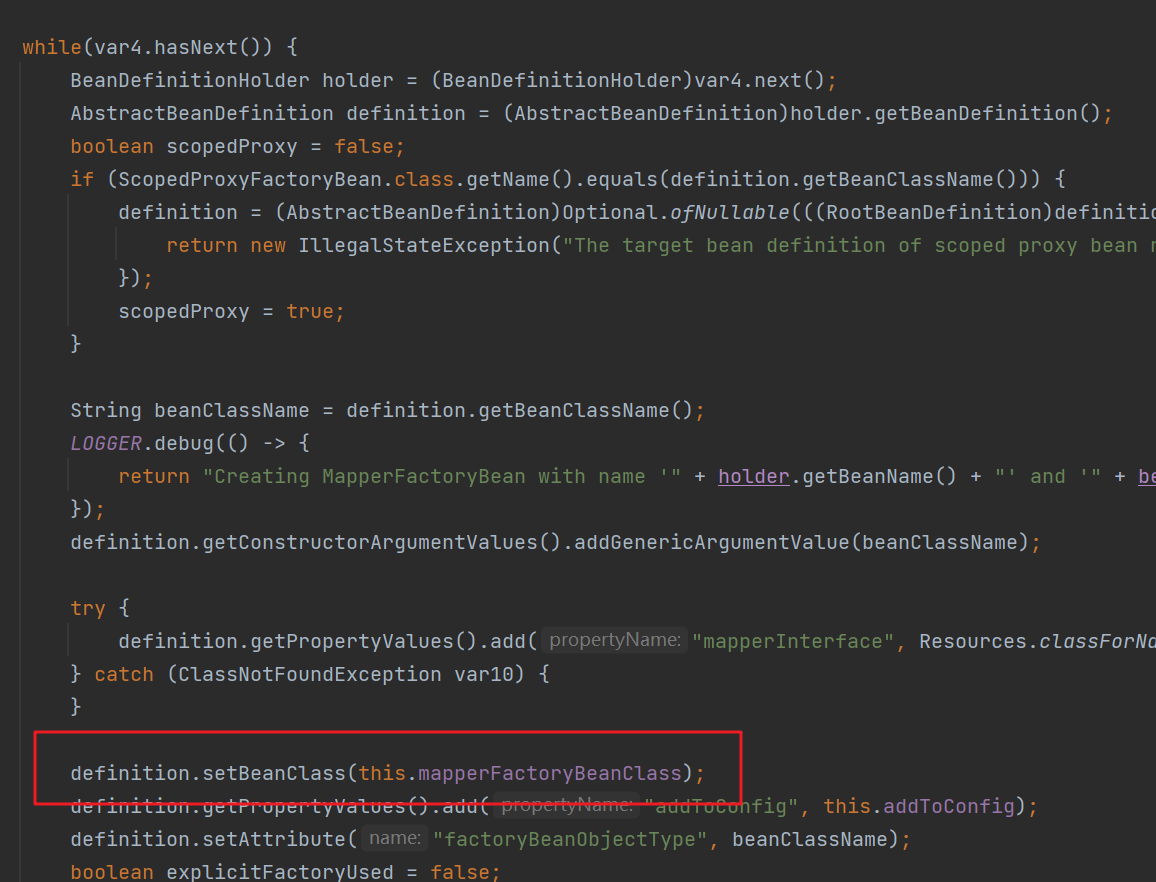 while(var4.hasNext()) {
BeanDefinitionHolder holder = (BeanDefinitionHolder)var4.next();
AbstractBeanDefinition definition = (AbstractBeanDefinition)holder.getBeanDefinition();
boolean scopedProxy = false;
if (ScopedProxyFactoryBean.class.getName().equals(definition.getBeanClassName())) {
definition = (AbstractBeanDefinition)Optional.ofNullable(((RootBeanDefinition)definitio
return new IllegalStateException("The target bean definition of scoped proxy bean
});
scopedProxy = true;
}
String beanClassName = definition.getBeanClassName();
LOGGER.debug(() -> {
return "Creating MapperFactoryBean with name '" + holder.getBeanName() + "' and '" + be
});
definition.getConstructorArgumentValues().addGenericArgumentValue(beanClassName);
try {
definition.getPropertyValues().add( propertyName: "mapperInterface", Resources.classForNa
} catch (ClassNotFoundException var10) {
}
definition.setBeanClass(this.mapperFactoryBeanClass);
definition.getPropertyValues().add( propertyName: "addToConfig", this.addToConfig);
definition.setAttribute( name: "factoryBeanObjectType", beanClassName);
boolean explicitFactoryUsed = false;